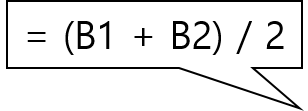 = (B1 + B2) / 2